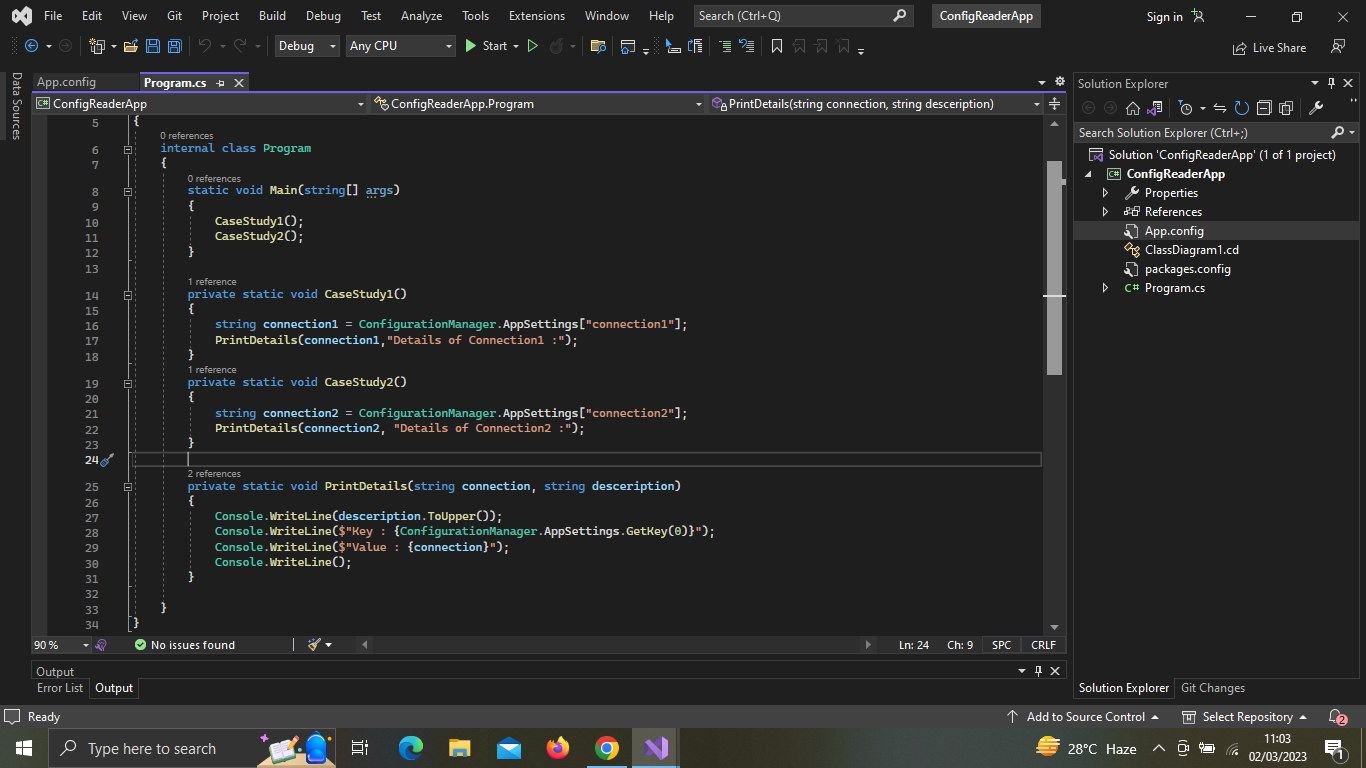 File Edit View Git Project Build Debug Test Analyze Tools Extensions Window Help Search (Ctrl+Q) ConfigReaderApp Sign in
Debug Any CPU Start Live Share
Data Sources
App.config Program.cs
ConfigReaderApp ConfigReaderApp.Program PrintDetails(string connection, string desceription)
5 {
0 references
6 internal class Program
7 {
0 references
8 static void Main(string[] args)
9 {
10 CaseStudy1();
11 CaseStudy2();
12 }
13
1 reference
14 private static void CaseStudy1()
15 {
16 string connection1 = ConfigurationManager.AppSettings["connection1"];
17 PrintDetails(connection1,"Details of Connection1 :");
18 }
1 reference
19 private static void CaseStudy2()
20 {
21 string connection2 = ConfigurationManager.AppSettings["connection2"];
22 PrintDetails(connection2, "Details of Connection2 :");
23 }
24
2 references
25 private static void PrintDetails(string connection, string desceription)
26 {
27 Console.WriteLine(desceription.ToUpper());
28 Console.WriteLine($"Key : {ConfigurationManager.AppSettings.GetKey(0)}");
29 Console.WriteLine($"Value : {connection}");
30 Console.WriteLine();
31 }
32
33 }
34 }
90 % No issues found Ln: 24 Ch: 9 SPC CRLF
Output
Error List Output
Solution Explorer
Search Solution Explorer (Ctrl+;)
Solution 'ConfigReaderApp' (1 of 1 project)
C# ConfigReaderApp
Properties
References
App.config
ClassDiagram1.cd
packages.config
C# Program.cs
Solution Explorer Git Changes
Ready Add to Source Control Select Repository 2
Type here to search 28°C Haze 11:03
02/03/2023 1